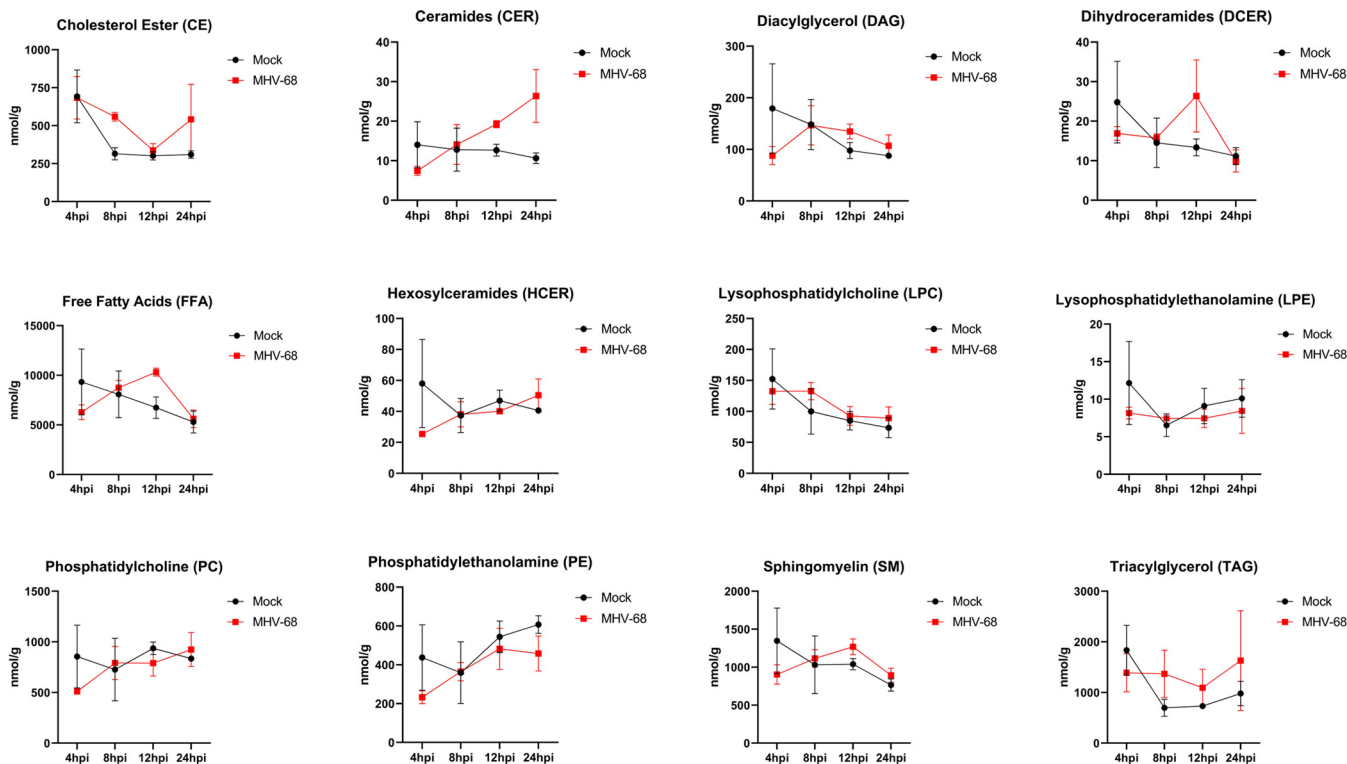 Cholesterol Ester (CE)
1000
750
500
250
0
nmol/g
4hpi 8hpi 12hpi 24hpi
Mock
MHV-68
Ceramides (CER)
40
30
20
10
0
nmol/g
4hpi 8hpi 12hpi 24hpi
Mock
MHV-68
Diacylglycerol (DAG)
300
200
100
0
nmol/g
4hpi 8hpi 12hpi 24hpi
Mock
MHV-68
Dihydroceramides (DCER)
40
30
20
10
0
nmol/g
4hpi 8hpi 12hpi 24hpi
Mock
MHV-68
Free Fatty Acids (FFA)
15000
10000
5000
0
nmol/g
4hpi 8hpi 12hpi 24hpi
Mock
MHV-68
Hexosylceramides (HCER)
100
80
60
40
20
0
nmol/g
4hpi 8hpi 12hpi 24hpi
Mock
MHV-68
Lysophosphatidylcholine (LPC)
250
200
150
100
50
0
nmol/g
4hpi 8hpi 12hpi 24hpi
Mock
MHV-68
Lysophosphatidylethanolamine (LPE)
20
15
10
5
0
nmol/g
4hpi 8hpi 12hpi 24hpi
Mock
MHV-68
Phosphatidylcholine (PC)
1500
1000
500
0
nmol/g
4hpi 8hpi 12hpi 24hpi
Mock
MHV-68
Phosphatidylethanolamine (PE)
800
600
400
200
0
nmol/g
4hpi 8hpi 12hpi 24hpi
Mock
MHV-68
Sphingomyelin (SM)
2000
1500
1000
500
0
nmol/g
4hpi 8hpi 12hpi 24hpi
Mock
MHV-68
Triacylglycerol (TAG)
3000
2000
1000
0
nmol/g
4hpi 8hpi 12hpi 24hpi
Mock
MHV-68